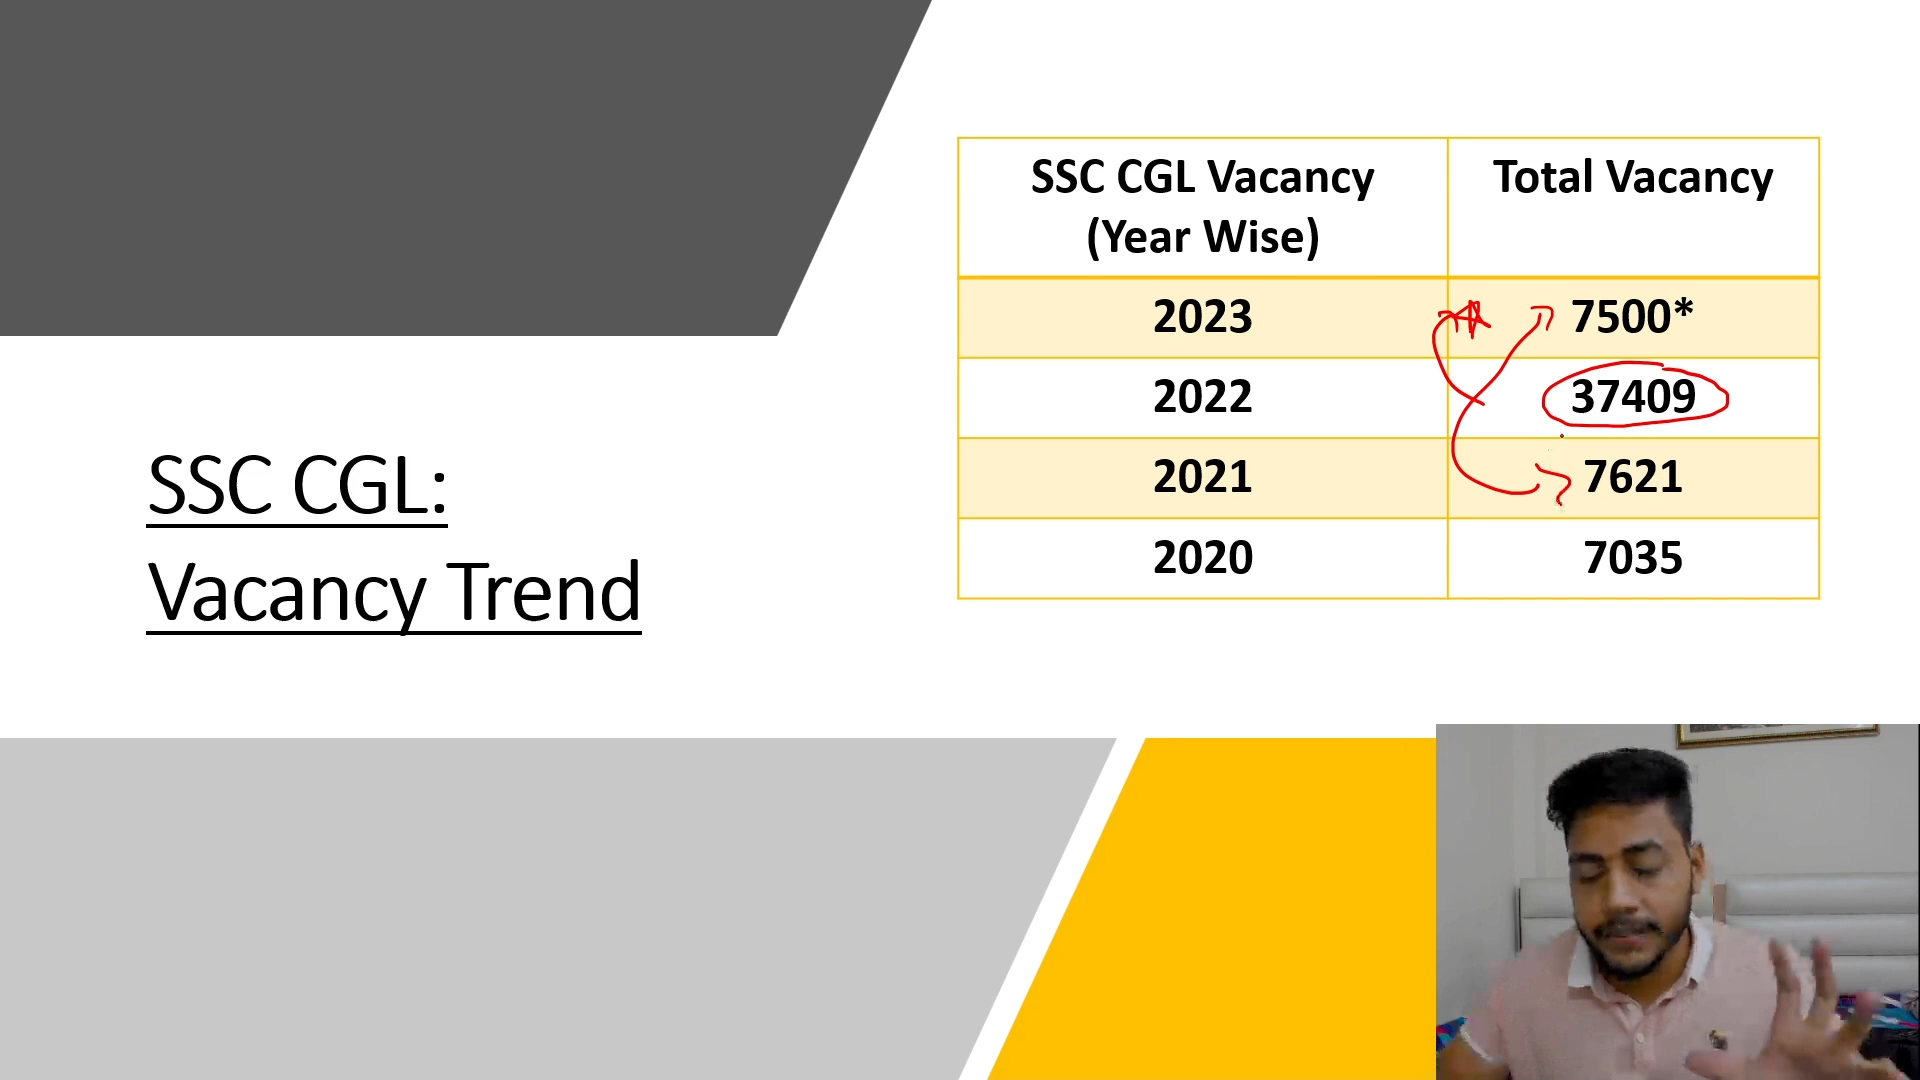 SSC CGL:
Vacancy Trend
SSC CGL Vacancy
(Year Wise)
Total Vacancy
2023 7500*
2022 37409
2021 7621
2020 7035